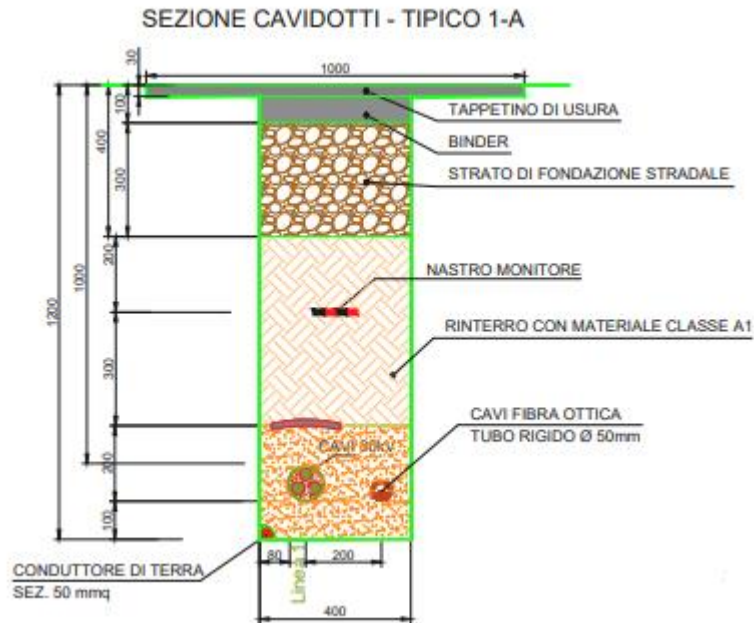 SEZIONE CAVIDOTTI - TIPICO 1-A
30
1000
100
TAPPETINO DI USURA
BINDER
400
300
STRATO DI FONDAZIONE STRADALE
200
1000
NASTRO MONITORE
1200
300
RINTERRO CON MATERIALE CLASSE A1
CAVI FIBRA OTTICA
TUBO RIGIDO Ø 50mm
CAVI 30kV
200
100
80
200
Linea 1
CONDUTTORE DI TERRA
SEZ. 50 mmq
400